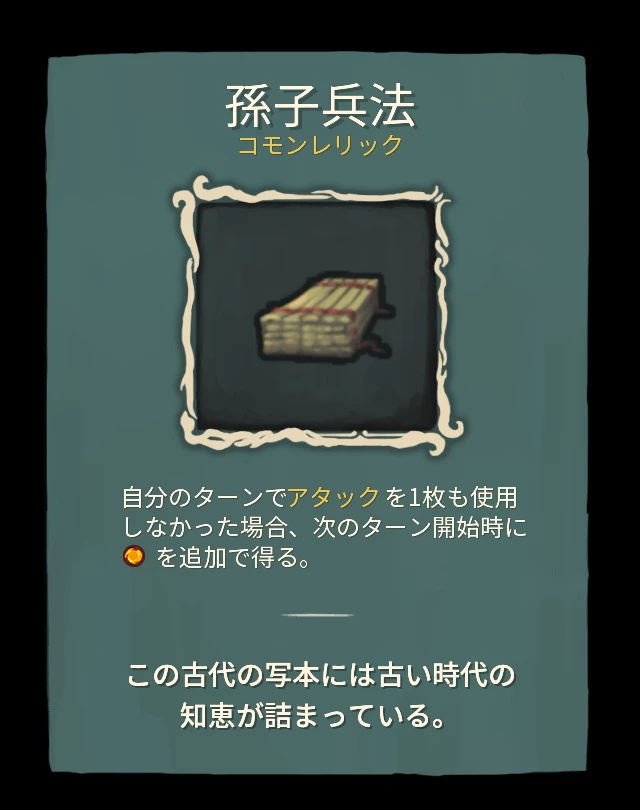 孫子兵法
コモンレリック
自分のターンでアタックを1枚も使用
しなかった場合、次のターン開始時に
を追加で得る。
この古代の写本には古い時代の
知恵が詰まっている。